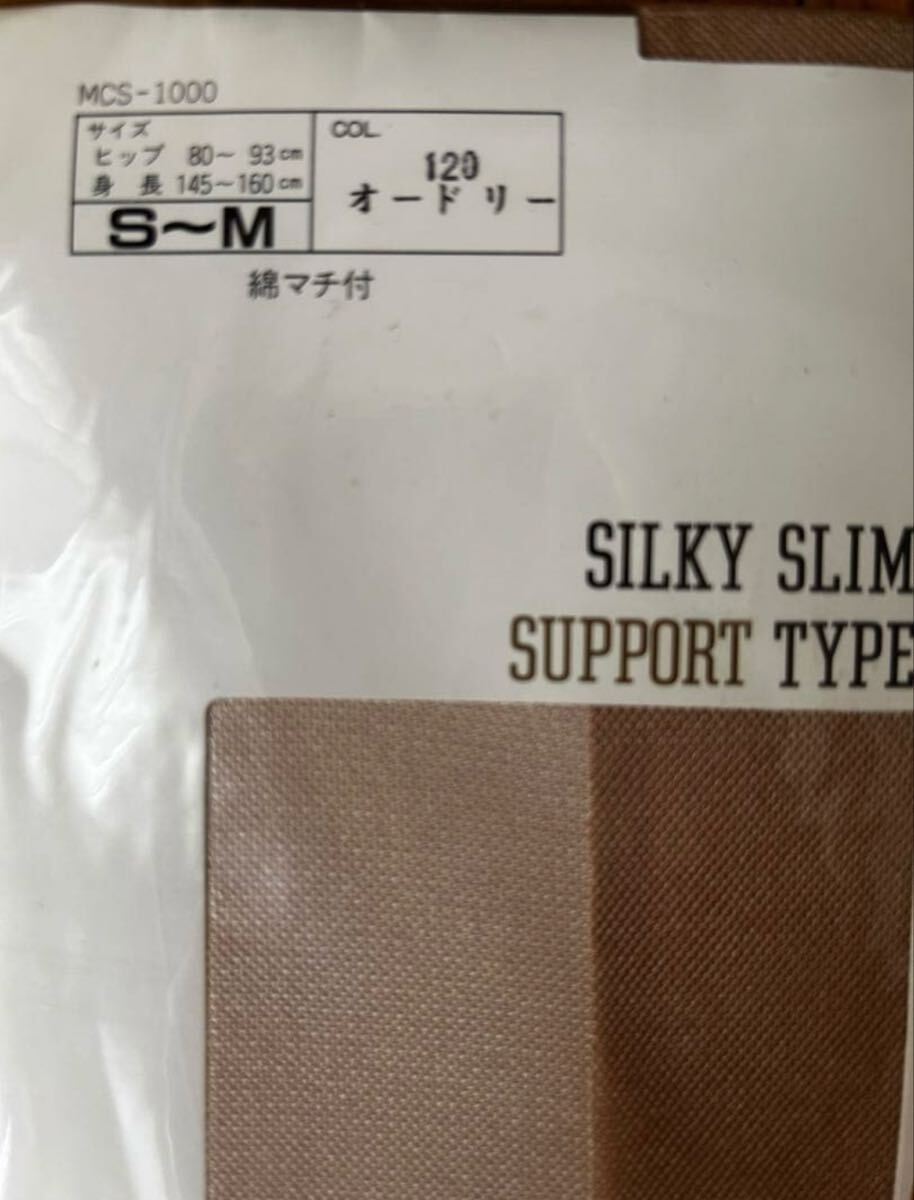 MCS-1000
サイズ
ヒップ 80～ 93cm
身 長 145～160cm
S～M
COL
120
オードリー
綿マチ付
SILKY SLIM
SUPPORT TYPE